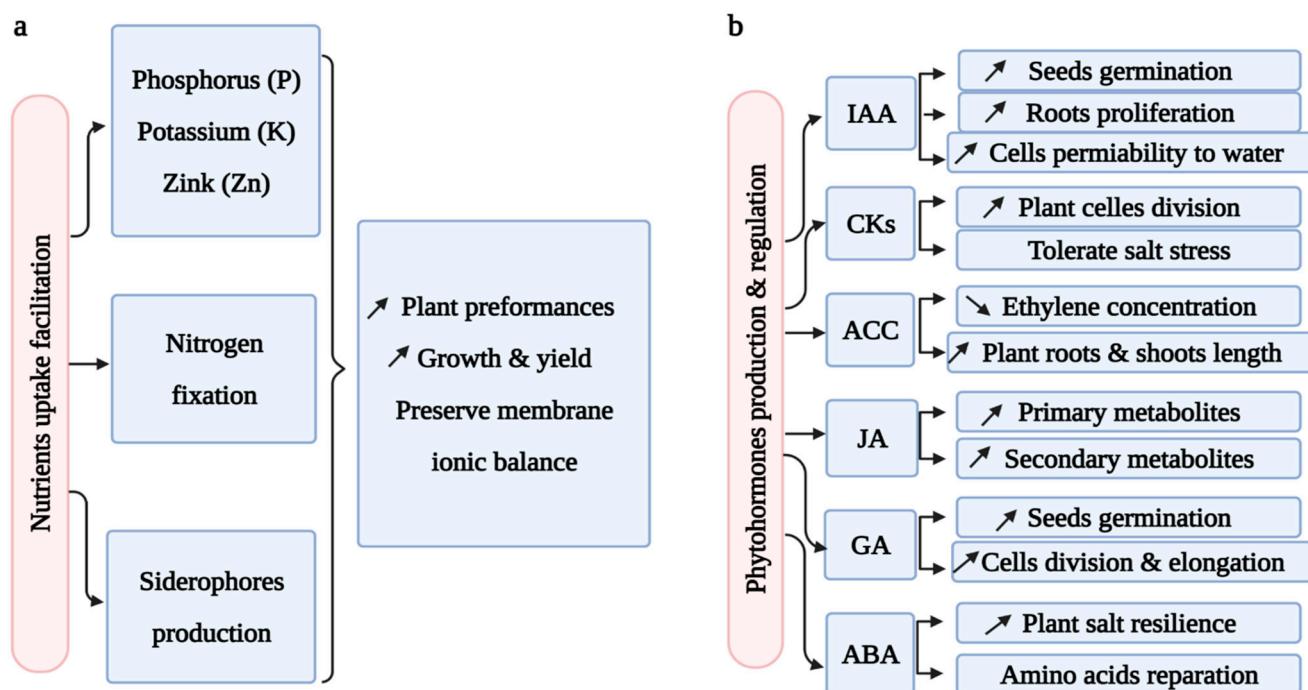 a
Nutrients uptake facilitation
Phosphorus (P)
Potassium (K)
Zink (Zn)
Nitrogen
fixation
Siderophores
production
Plant preformances
Growth & yield
Preserve membrane
ionic balance
b
Phytohormones production & regulation
IAA
Seeds germination
Roots proliferation
Cells permiability to water
CKs
Plant celles division
Tolerate salt stress
ACC
Ethylene concentration
Plant roots & shoots length
JA
Primary metabolites
Secondary metabolites
GA
Seeds germination
Cells division & elongation
ABA
Plant salt resilience
Amino acids reparation